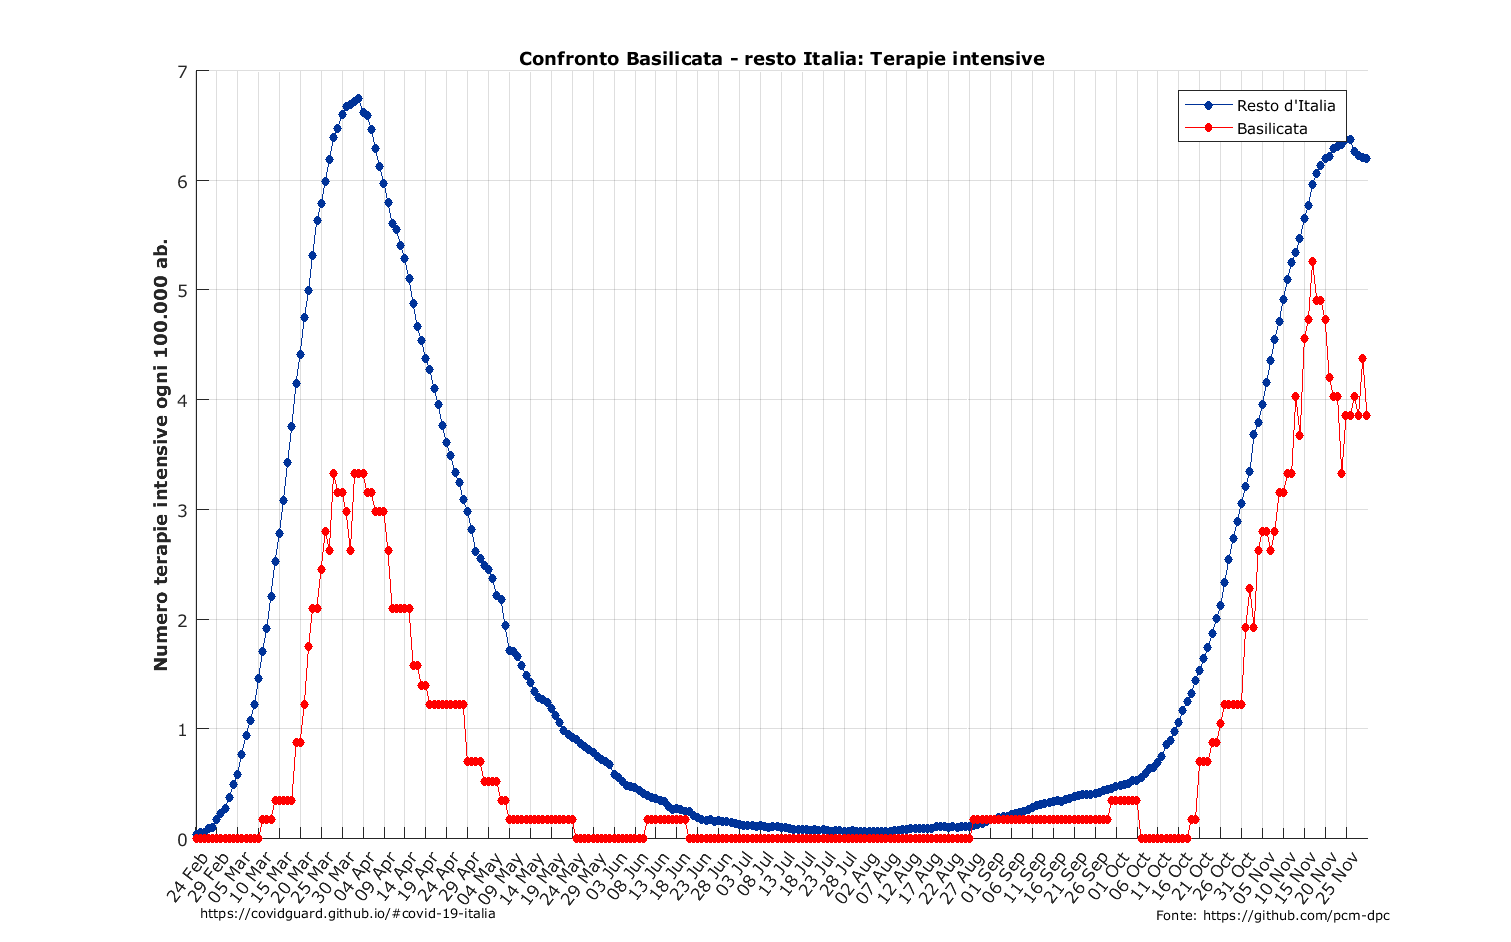 Confronto Basilicata - resto Italia: Terapie intensive
Numero terapie intensive ogni 100.000 ab.
7
6
5
4
3
2
1
0
Resto d'Italia
Basilicata
24 Feb
29 Feb
05 Mar
10 Mar
15 Mar
20 Mar
25 Mar
30 Mar
04 Apr
09 Apr
14 Apr
19 Apr
24 Apr
29 Apr
04 May
09 May
14 May
19 May
24 May
29 May
03 Jun
08 Jun
13 Jun
18 Jun
23 Jun
28 Jun
03 Jul
08 Jul
13 Jul
18 Jul
23 Jul
28 Jul
02 Aug
07 Aug
12 Aug
17 Aug
22 Aug
27 Aug
01 Sep
06 Sep
11 Sep
16 Sep
21 Sep
26 Sep
01 Oct
06 Oct
11 Oct
16 Oct
21 Oct
26 Oct
31 Oct
05 Nov
10 Nov
15 Nov
20 Nov
25 Nov
https://covidguard.github.io/#covid-19-italia
Fonte: https://github.com/pcm-dpc